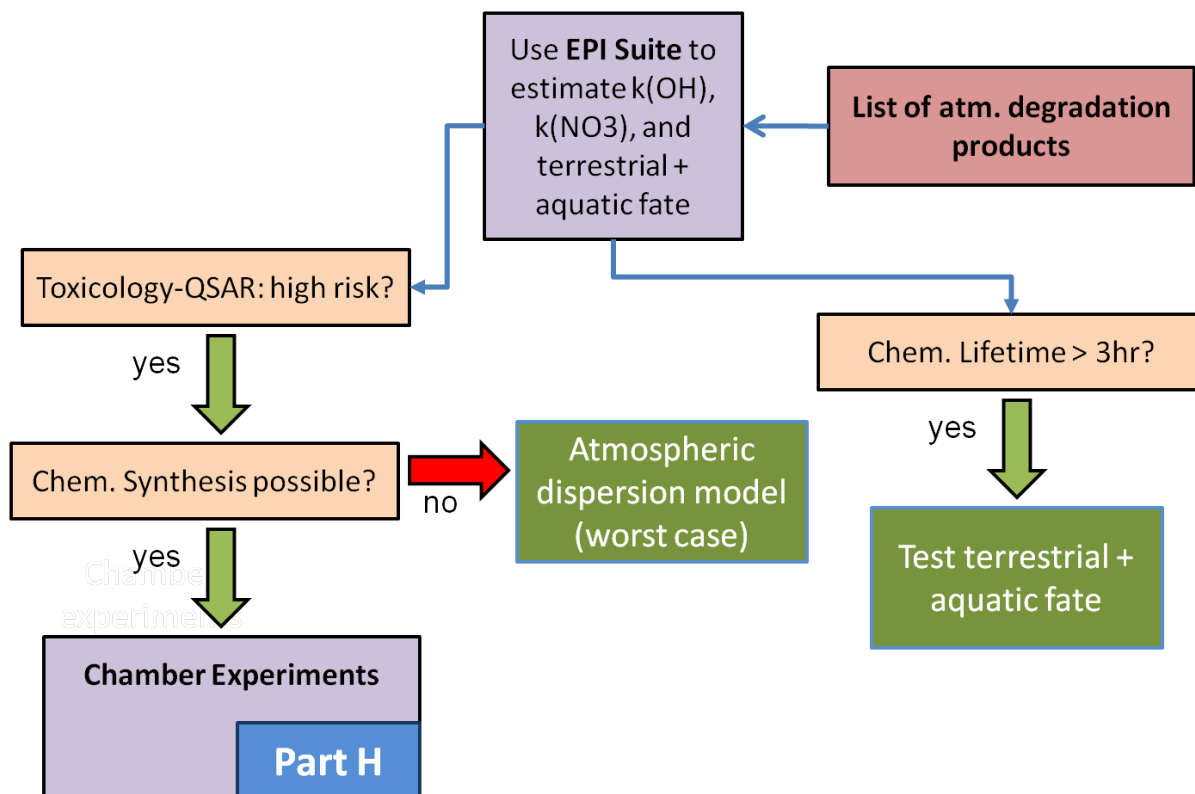 Use EPI Suite to
estimate k(OH),
k(NO3), and
terrestrial +
aquatic fate
List of atm. degradation
products
Toxicology-QSAR: high risk?
Chem. Lifetime > 3hr?
yes
yes
Chem. Synthesis possible?
no
Atmospheric
dispersion model
(worst case)
Test terrestrial +
aquatic fate
yes
Chamber
experiments
Chamber Experiments
Part H